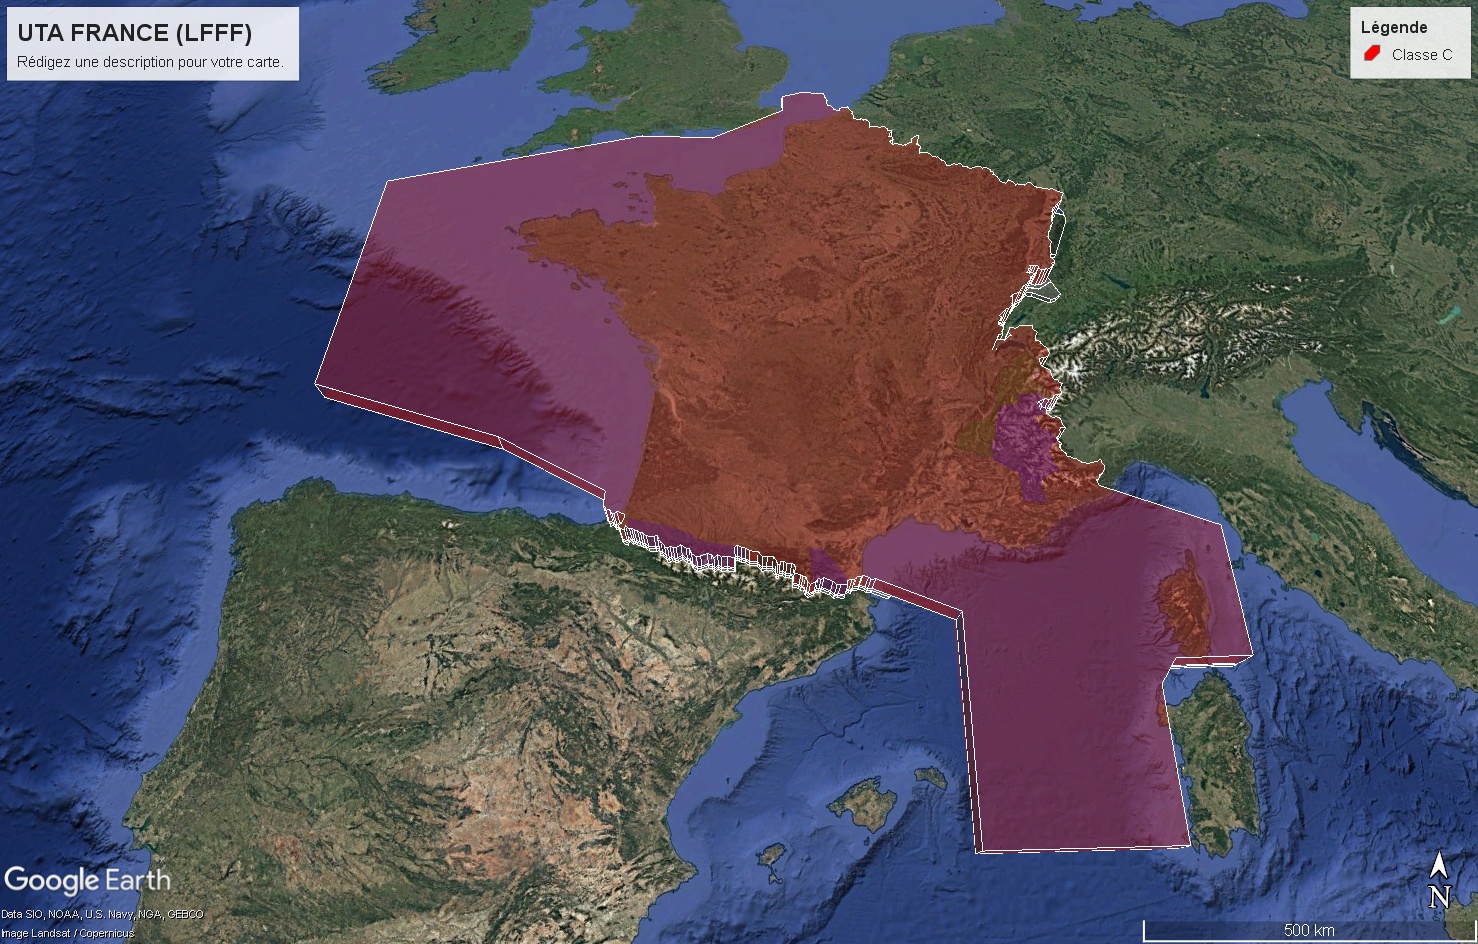 UTA FRANCE (LFFF)
Rédigez une description pour votre carte.
Légende
Classe C
Google Earth
Data SIO, NOAA, U.S. Navy, NGA, GEBCO
Image Landsat / Copernicus
N
500 km